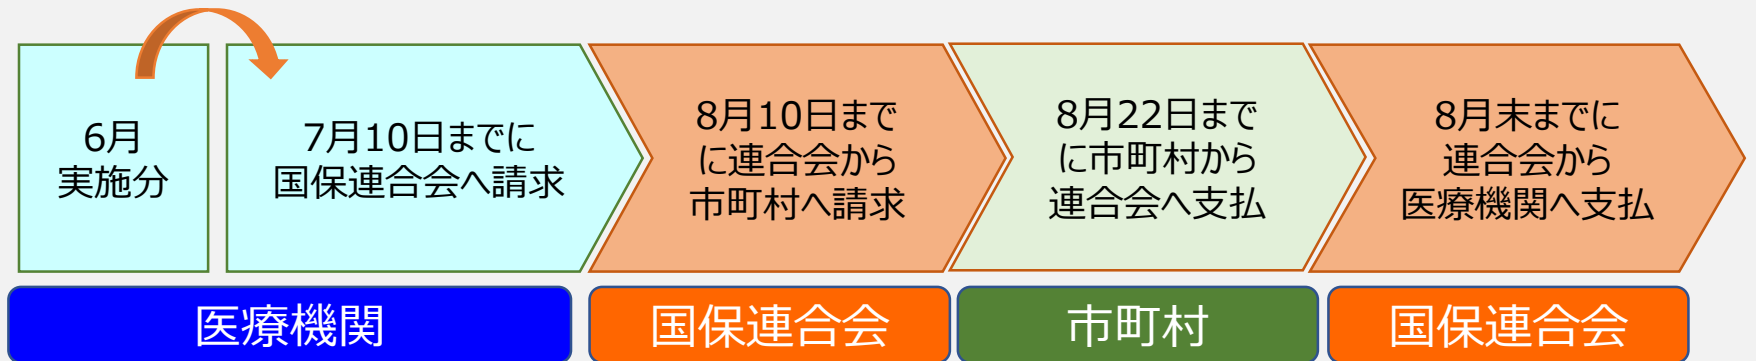 6月
実施分
7月10日までに
国保連合会へ請求
8月10日まで
に連合会から
市町村へ請求
8月22日まで
に市町村から
連合会へ支払
8月末までに
連合会から
医療機関へ支払
医療機関
国保連合会
市町村
国保連合会